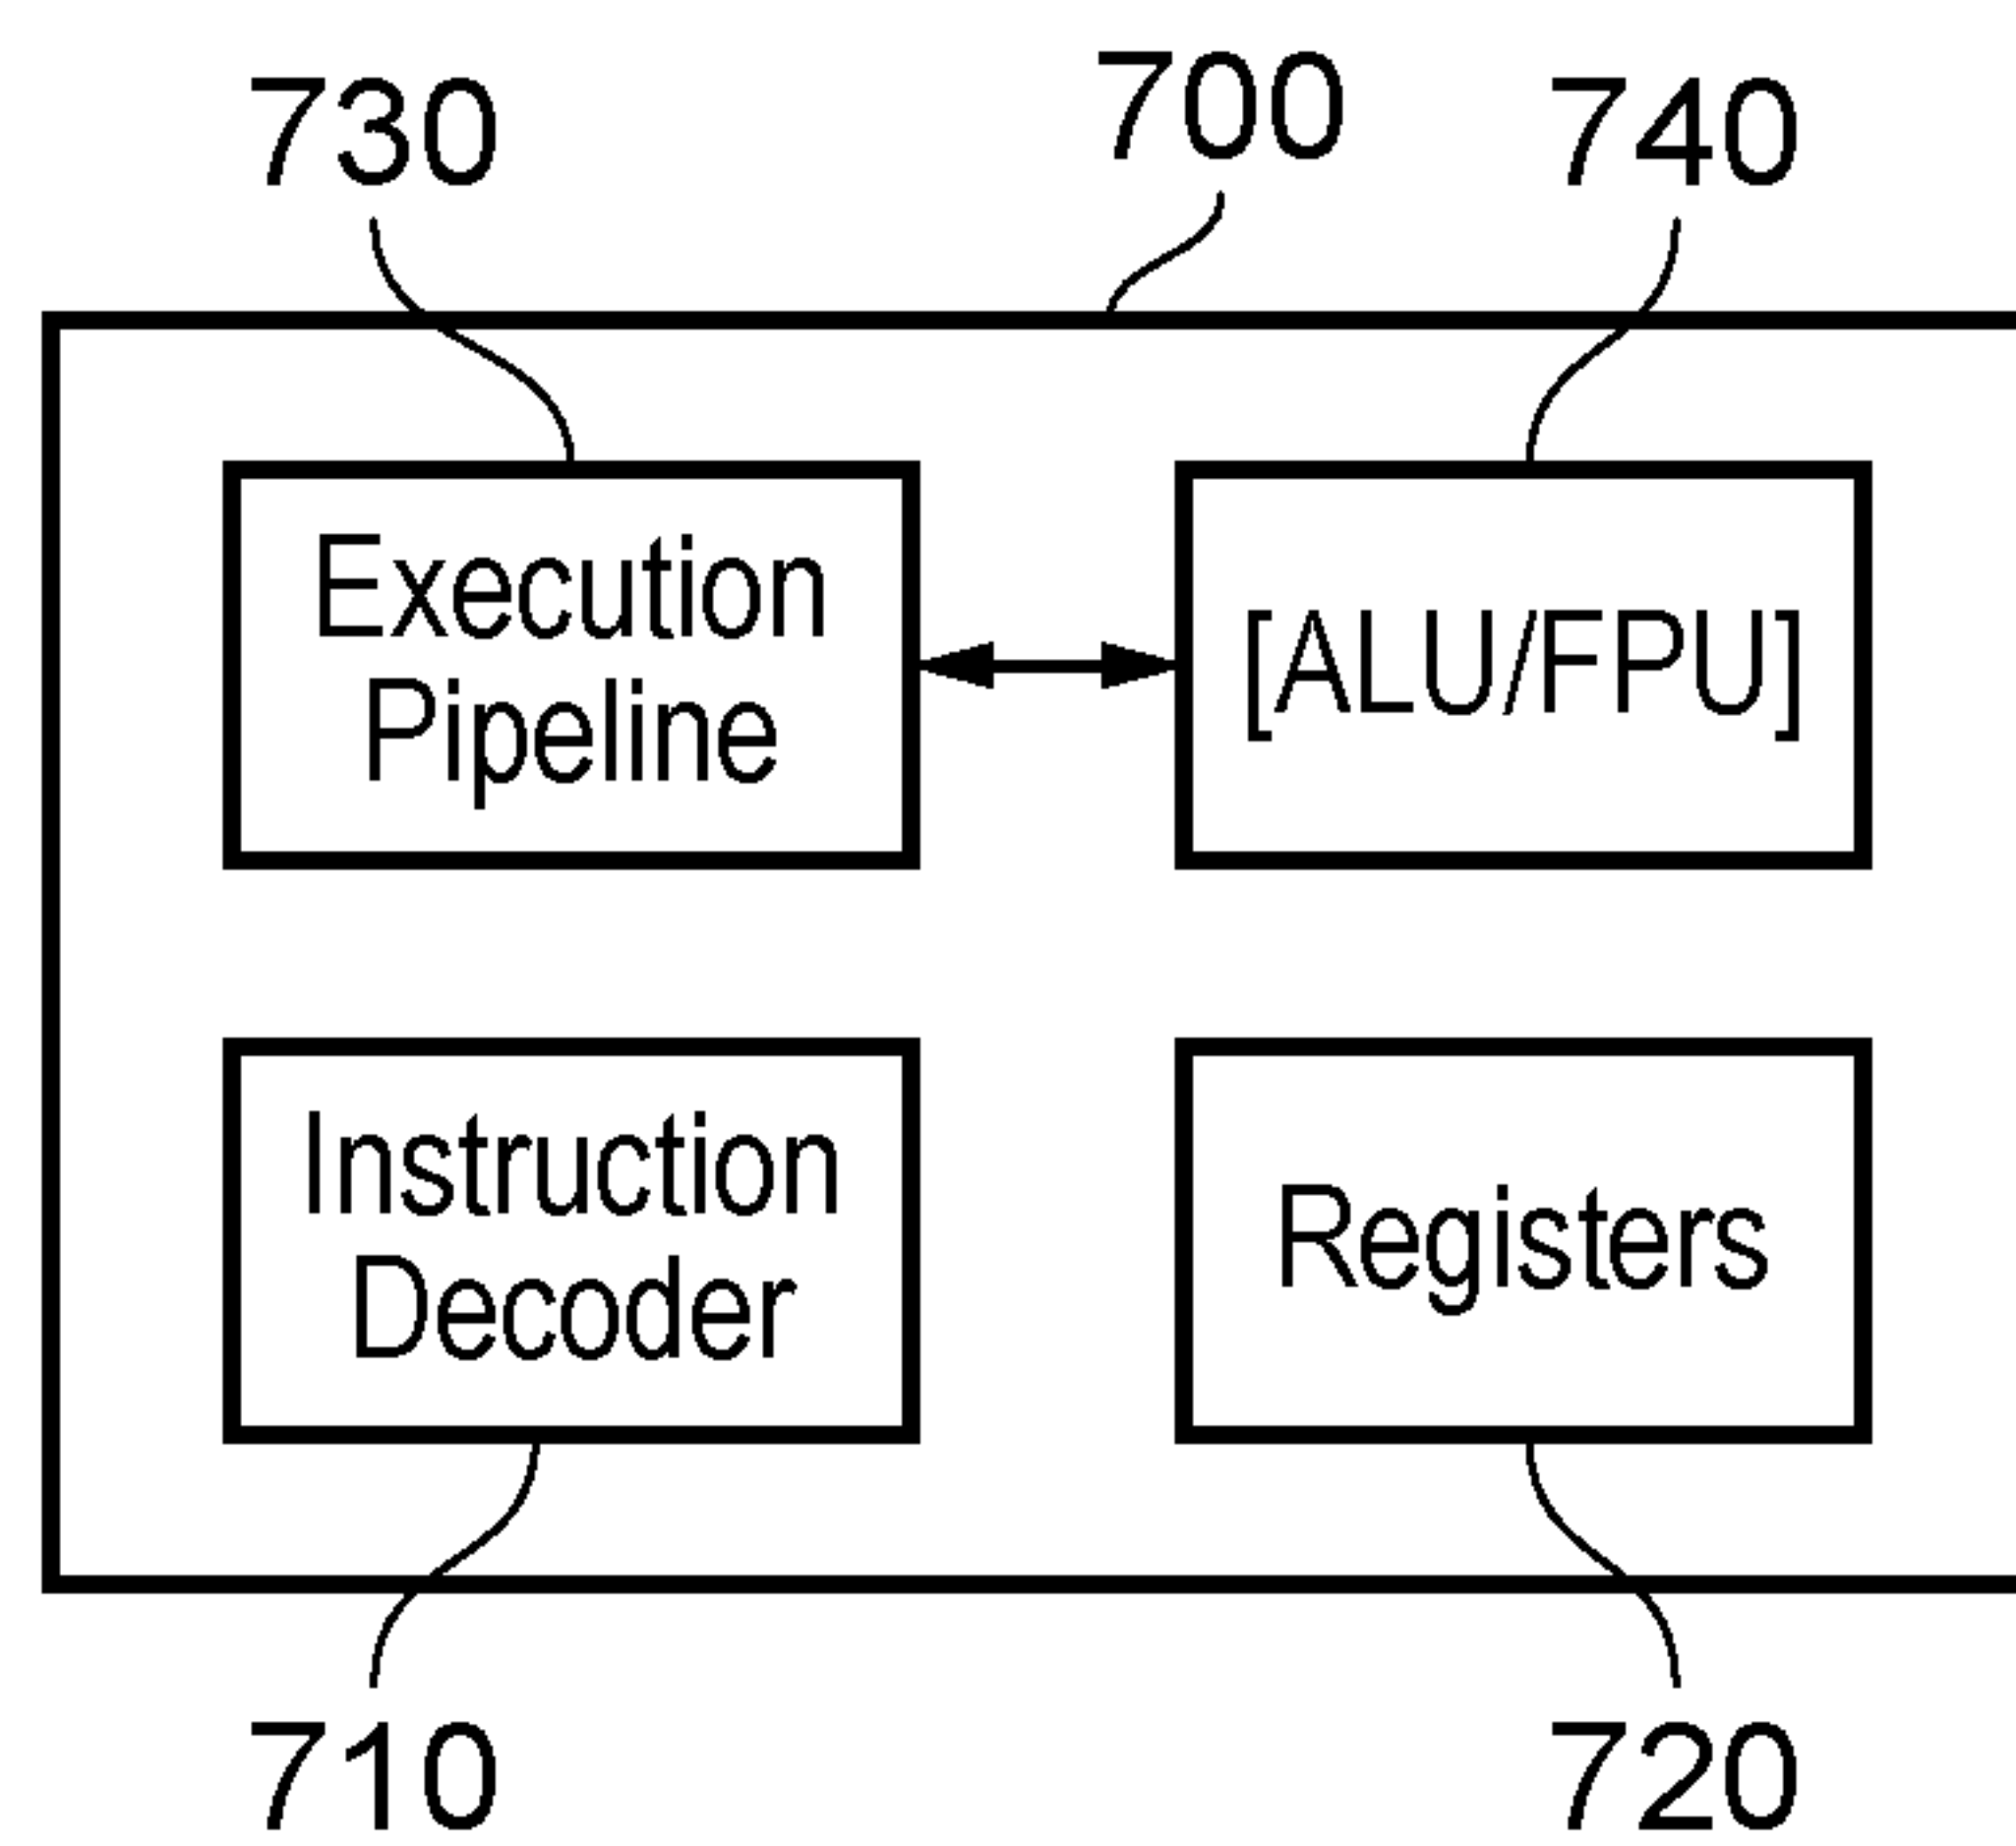 730
700
740
Execution
Pipeline
[ALU/FPU]
Instruction
Decoder
Registers
710
720